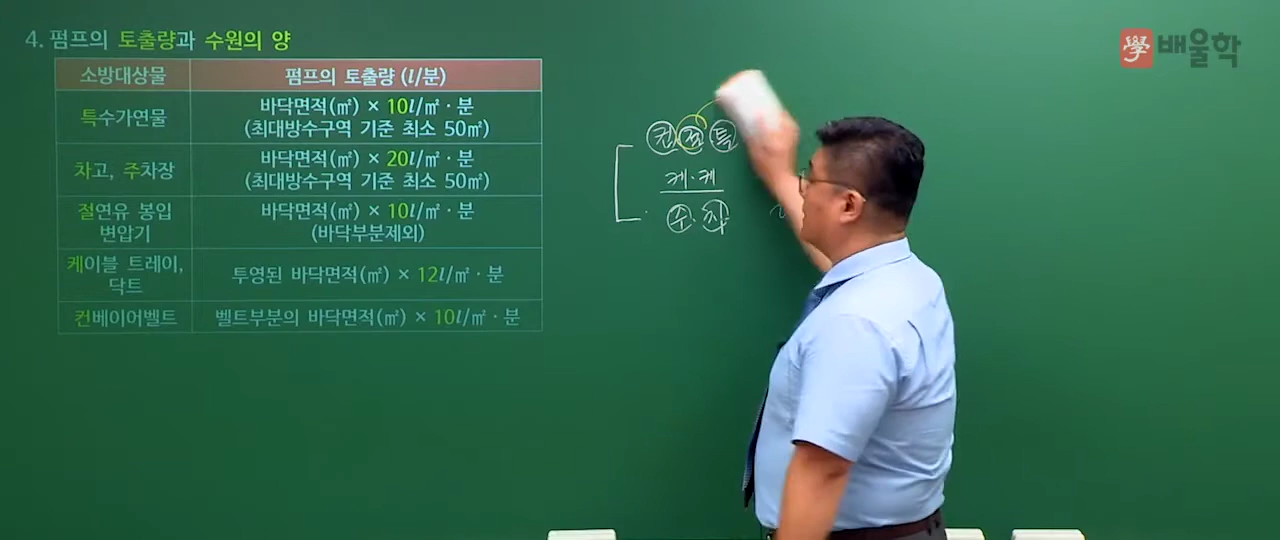 4. 펌프의 토출량과 수원의 양
學 배울학
소방대상물
펌프의 토출량 (l/분)
특수가연물
바닥면적(㎡) × 10l/㎡ · 분
(최대방수구역 기준 최소 50㎡)
차고, 주차장
바닥면적(㎡) × 20l/㎡ · 분
(최대방수구역 기준 최소 50㎡)
절연유 봉입
변압기
바닥면적(㎡) × 10l/㎡ · 분
(바닥부분제외)
케이블 트레이,
닥트
투영된 바닥면적(㎡) × 12l/㎡ · 분
컨베이어벨트
벨트부분의 바닥면적(㎡) × 10l/㎡ · 분
컨 절 특
케·케